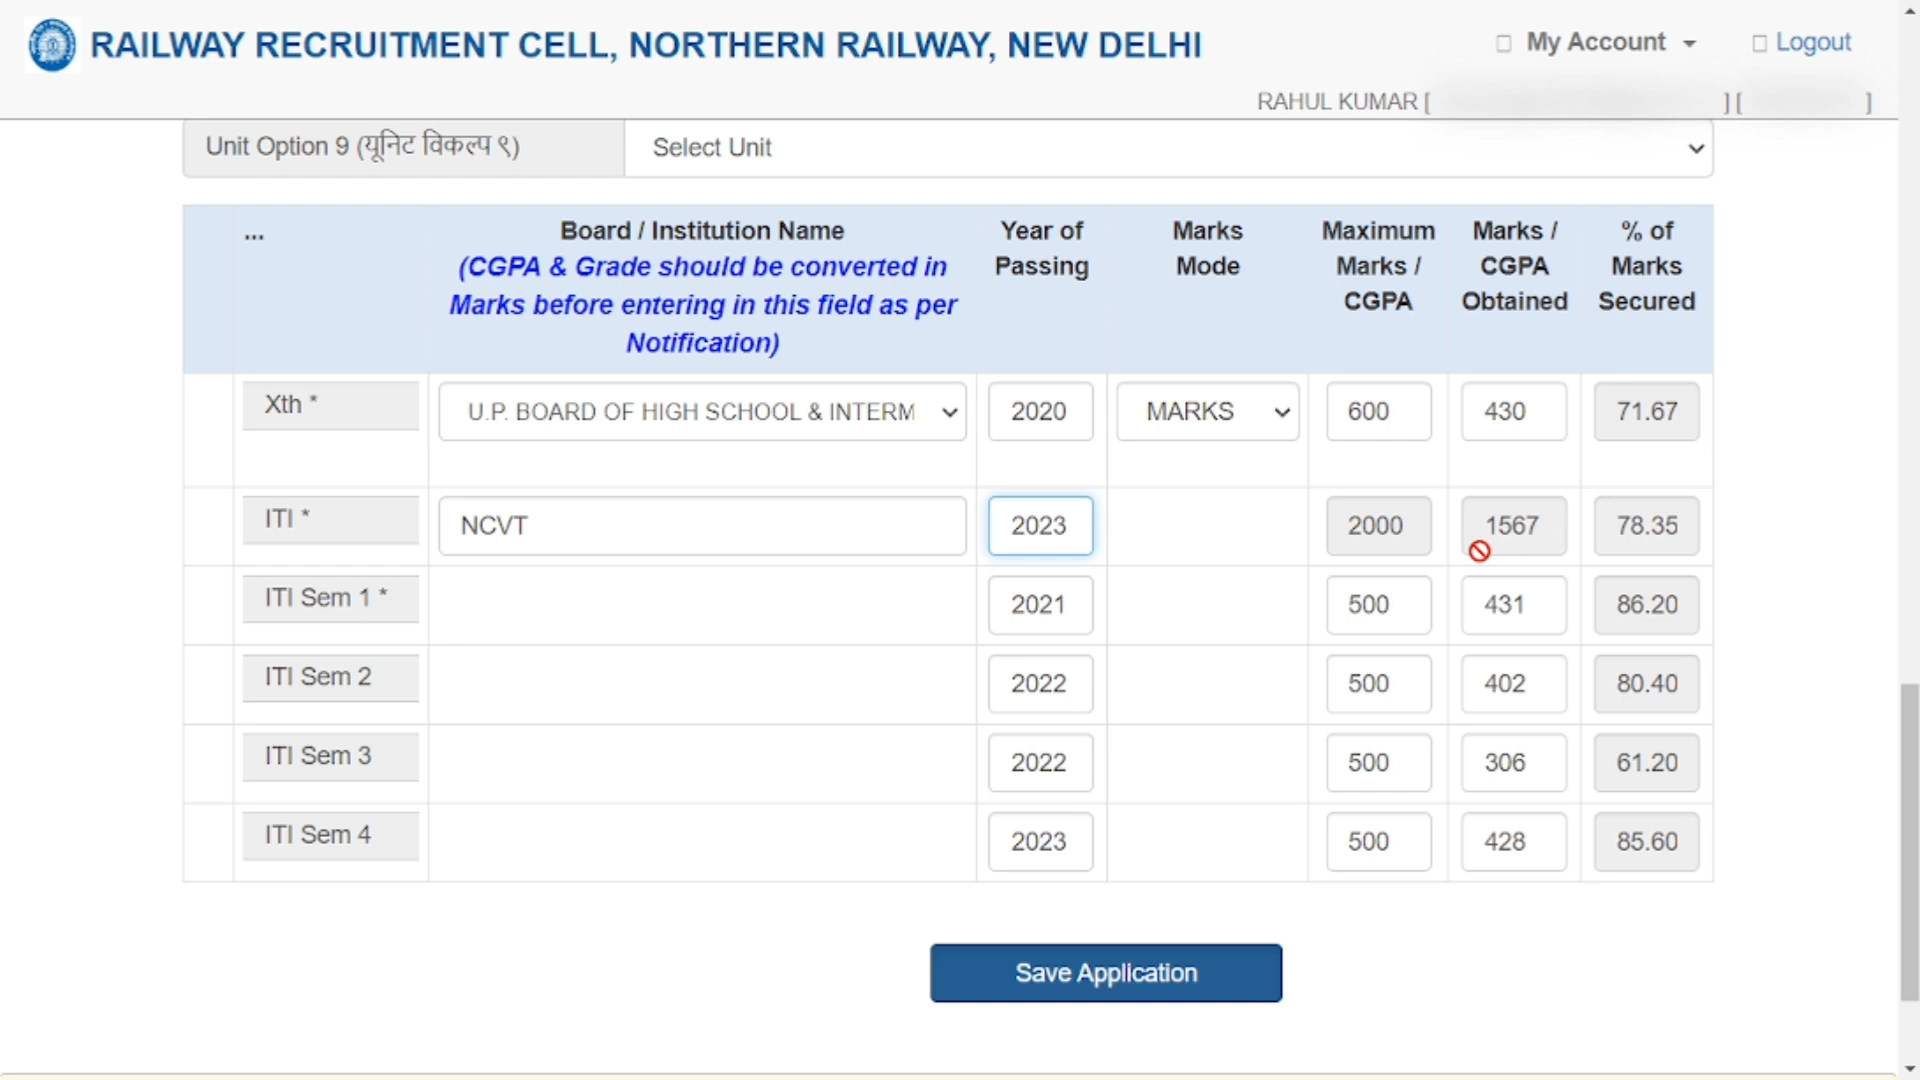 RAILWAY RECRUITMENT CELL, NORTHERN RAILWAY, NEW DELHI
My Account
Logout
RAHUL KUMAR [ ] [ ]
Unit Option 9 (यूनिट विकल्प ९)
Select Unit
...
Board / Institution Name
(CGPA & Grade should be converted in
Marks before entering in this field as per
Notification)
Year of
Passing
Marks
Mode
Maximum
Marks /
CGPA
Marks /
CGPA
Obtained
% of
Marks
Secured
Xth * U.P. BOARD OF HIGH SCHOOL & INTERM 2020 MARKS 600 430 71.67
ITI * NCVT 2023 2000 1567 78.35
ITI Sem 1 * 2021 500 431 86.20
ITI Sem 2 2022 500 402 80.40
ITI Sem 3 2022 500 306 61.20
ITI Sem 4 2023 500 428 85.60
Save Application